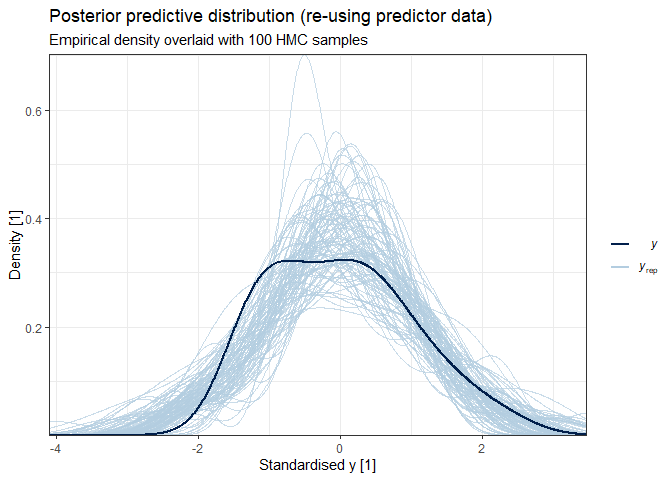 Posterior predictive distribution (re-using predictor data)
Empirical density overlaid with 100 HMC samples
Density [1]
0.6
0.4
0.2
-4 -2 0 2
Standardised y [1]
y
y rep